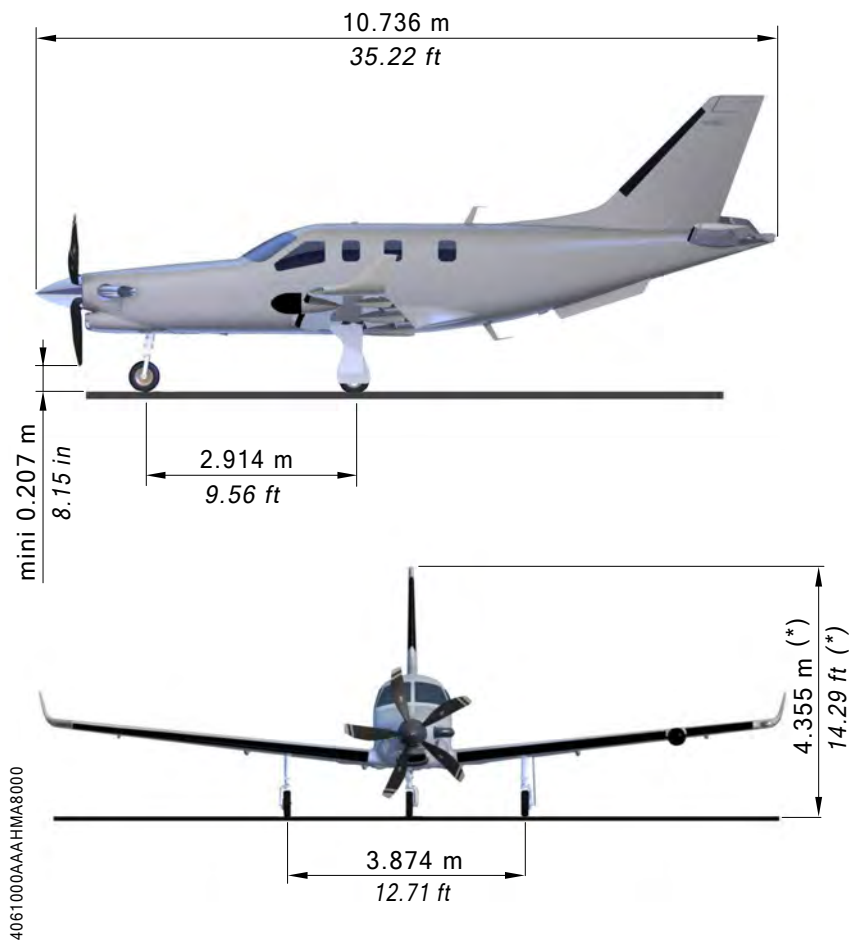 10.736 m
35.22 ft
mini 0.207 m
8.15 in
2.914 m
9.56 ft
4.355 m (*)
14.29 ft (*)
3.874 m
12.71 ft
4061000AAAHMA8000